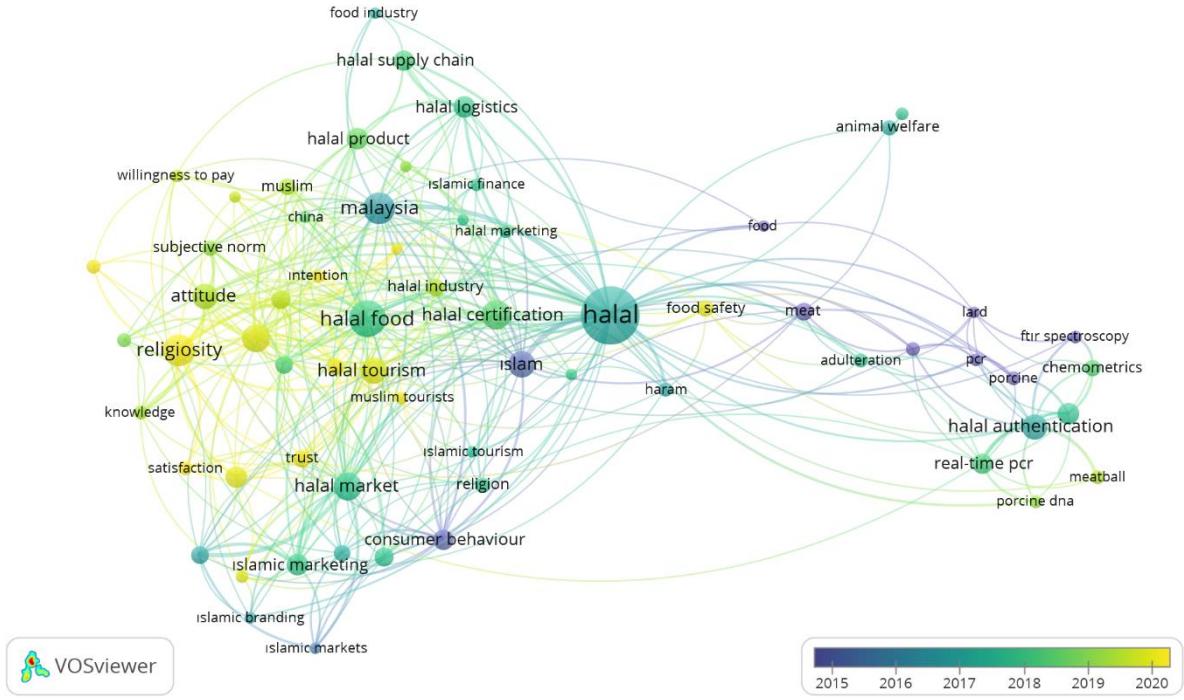 food industry
halal supply chain
halal logistics
animal welfare
halal product
willingness to pay
muslim
ıslamic finance
malaysia
china
food
halal marketing
subjective norm
ıntention
halal industry
attitude
halal food
halal certification
halal
food safety
meat
lard
ftır spectroscopy
religiosity
adulteration
pcr
halal tourism
ıslam
chemometrics
porcine
haram
muslim tourists
knowledge
halal authentication
ıslamic tourism
trust
satisfaction
real-time pcr
meatball
halal market
religion
porcine dna
consumer behaviour
ıslamic marketing
ıslamic branding
ıslamic markets
VOSviewer
2015 2016 2017 2018 2019 2020